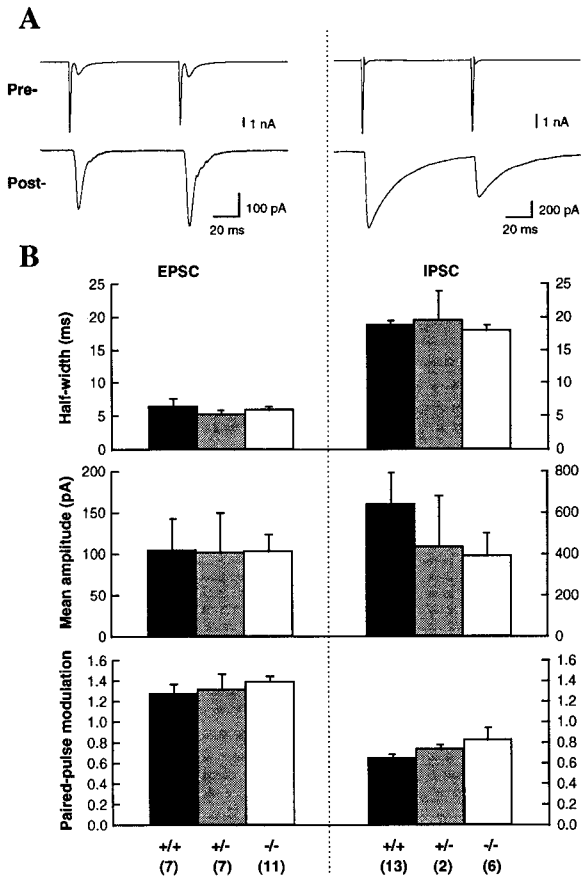 A
Pre-
1 nA
1 nA
Post-
100 pA
20 ms
200 pA
20 ms
B
EPSC
IPSC
Half-width (ms)
25
20
15
10
5
0
25
20
15
10
5
0
Mean amplitude (pA)
200
150
100
50
0
800
600
400
200
0
Paired-pulse modulation
1.6
1.4
1.2
1.0
0.8
0.6
0.4
0.2
0.0
1.6
1.4
1.2
1.0
0.8
0.6
0.4
0.2
0.0
+/+ +/- -/- +/+ +/- -/-
(7) (7) (11) (13) (2) (6)